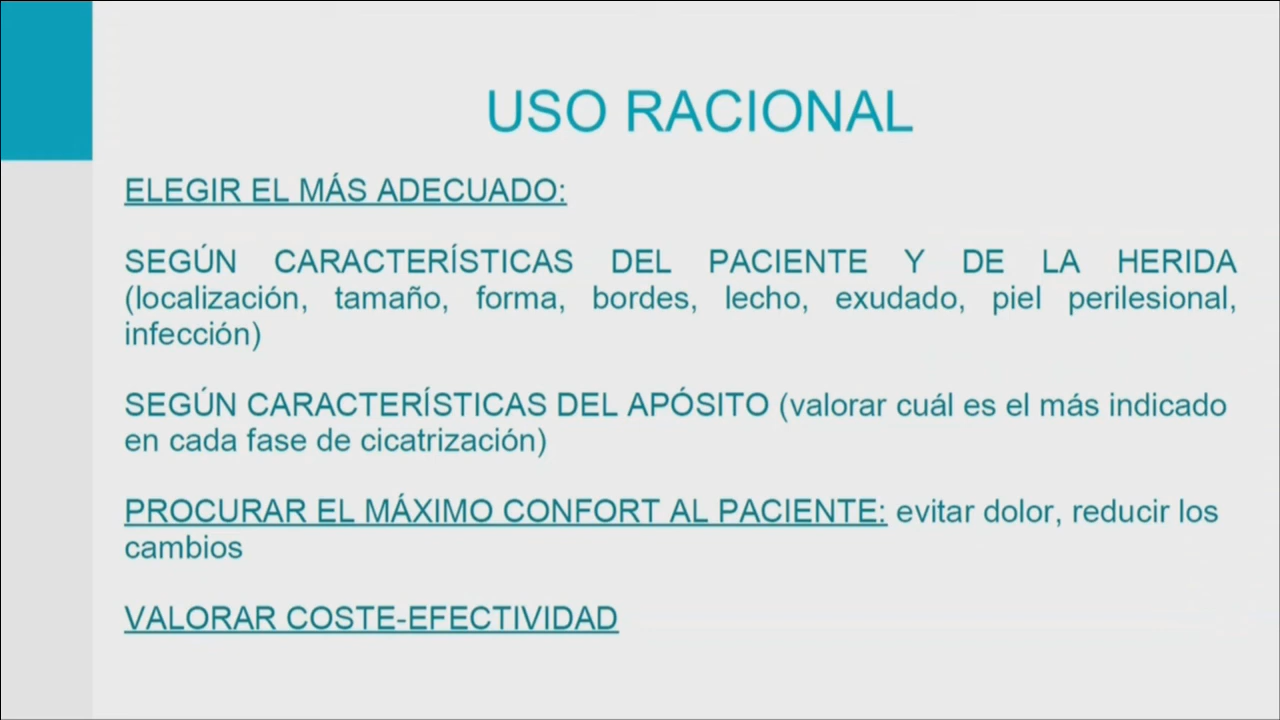 USO RACIONAL
ELEGIR EL MÁS ADECUADO:
SEGÚN CARACTERÍSTICAS DEL PACIENTE Y DE LA HERIDA
(localización, tamaño, forma, bordes, lecho, exudado, piel perilesional,
infección)
SEGÚN CARACTERÍSTICAS DEL APÓSITO (valorar cuál es el más indicado
en cada fase de cicatrización)
PROCURAR EL MÁXIMO CONFORT AL PACIENTE: evitar dolor, reducir los
cambios
VALORAR COSTE-EFECTIVIDAD